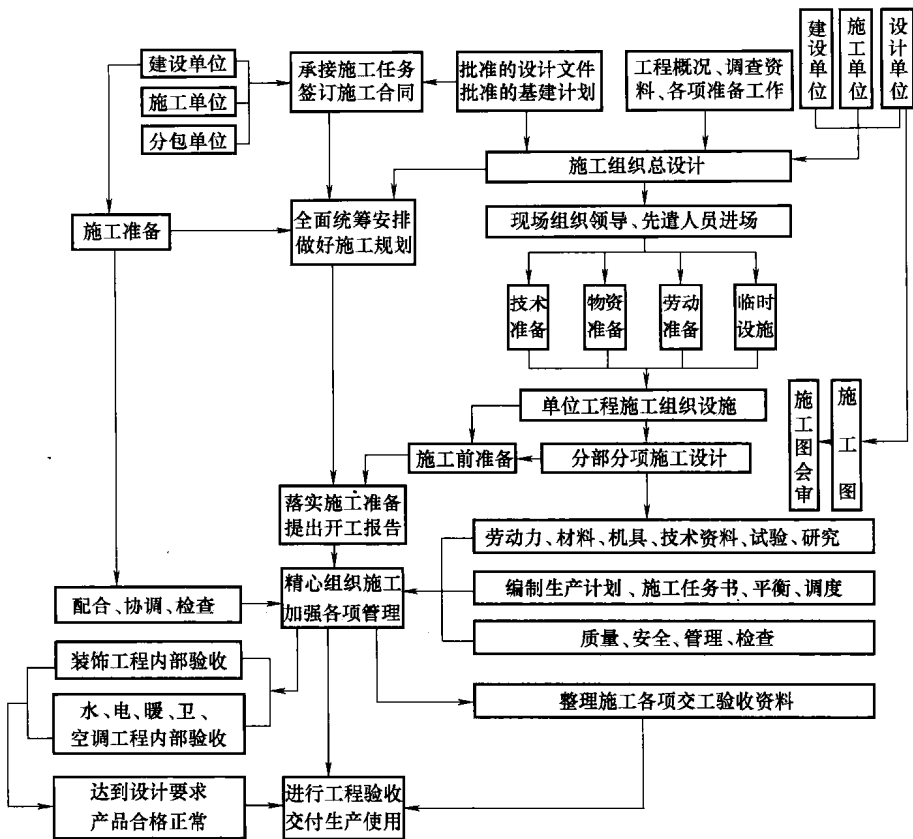 建设单位
施工单位
分包单位
承接施工任务
签订施工合同
批准的设计文件
批准的基建计划
工程概况、调查资
料、各项准备工作
建设单位
施工单位
设计单位
施工组织总设计
施工准备
全面统筹安排
做好施工规划
现场组织领导、先遣人员进场
技术
准备
物资
准备
劳动
准备
临时
设施
单位工程施工组织设施
施工图会审
施工图
施工前准备
分部分项施工设计
落实施工准备
提出开工报告
劳动力、材料、机具、技术资料、试验、研究
配合、协调、检查
精心组织施工
加强各项管理
编制生产计划、施工任务书、平衡、调度
质量、安全、管理、检查
装饰工程内部验收
水、电、暖、卫、
空调工程内部验收
整理施工各项交工验收资料
达到设计要求
产品合格正常
进行工程验收
交付生产使用